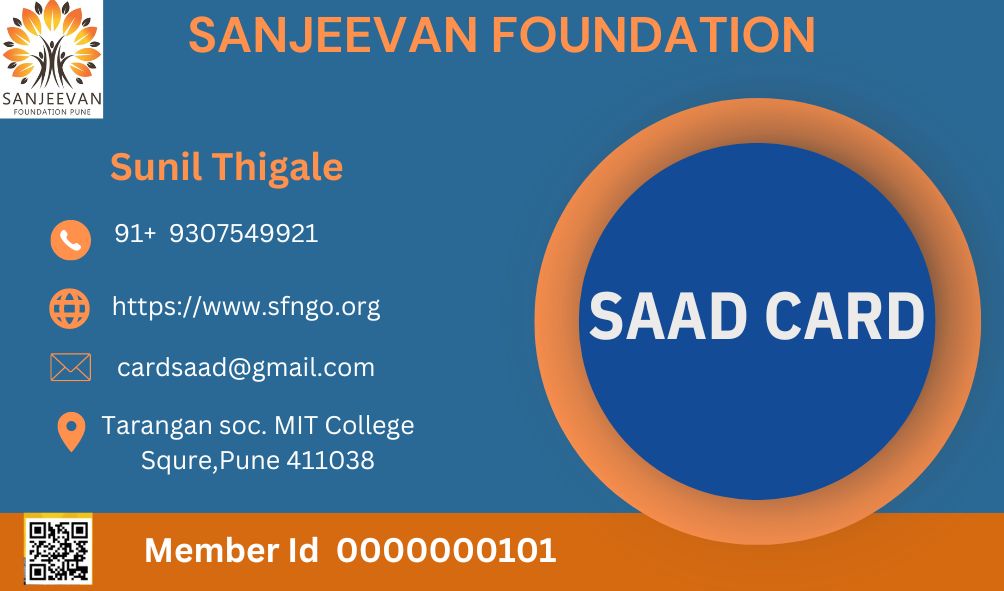 SANJEEVAN FOUNDATION
SANJEEVAN
FOUNDATION PUNE
Sunil Thigale
91+ 9307549921
https://www.sfngo.org
cardsaad@gmail.com
Tarangan soc. MIT College
Squre,Pune 411038
SAAD CARD
Member Id 0000000101